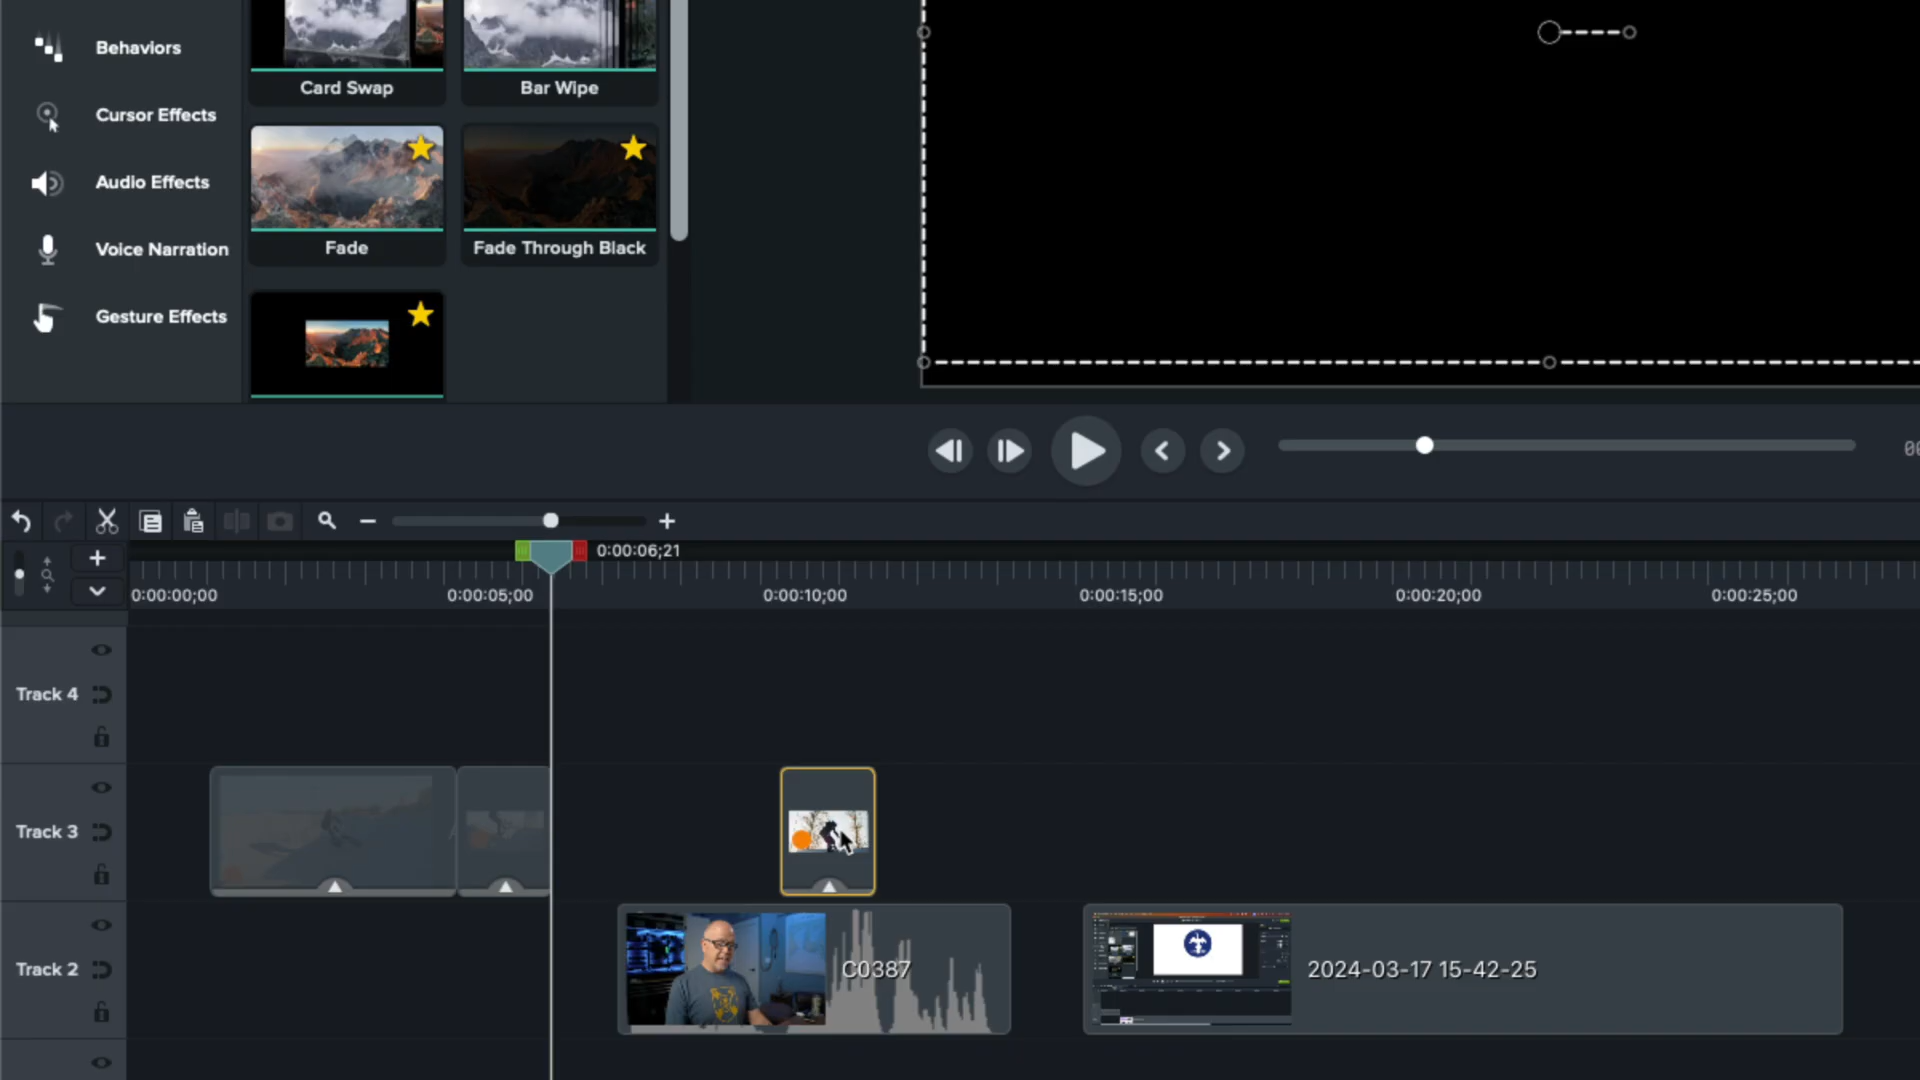 Behaviors
Card Swap
Bar Wipe
Cursor Effects
Audio Effects
Voice Narration
Fade
Fade Through Black
Gesture Effects
0:00:06;21
0:00:00;00
0:00:05;00
0:00:10;00
0:00:15;00
0:00:20;00
0:00:25;00
Track 4
Track 3
Track 2
C0387
2024-03-17 15-42-25